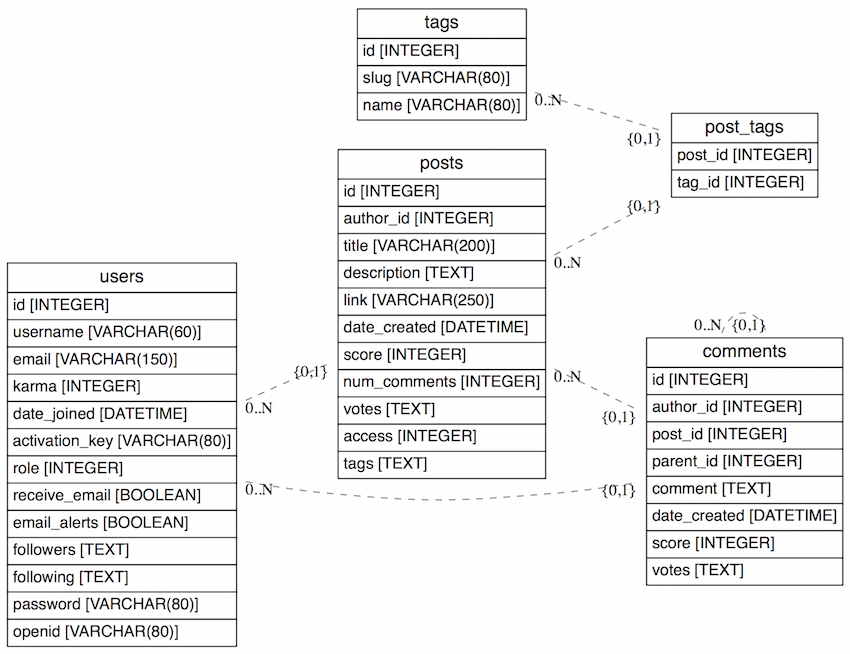 tags
id [INTEGER]
slug [VARCHAR(80)]
name [VARCHAR(80)]
0..N
{0,1}
post_tags
post_id [INTEGER]
tag_id [INTEGER]
{0,1}
posts
id [INTEGER]
author_id [INTEGER]
title [VARCHAR(200)]
description [TEXT]
link [VARCHAR(250)]
date_created [DATETIME]
score [INTEGER]
num_comments [INTEGER]
votes [TEXT]
access [INTEGER]
tags [TEXT]
0..N
0..N
{0,1}
users
id [INTEGER]
username [VARCHAR(60)]
email [VARCHAR(150)]
karma [INTEGER]
date_joined [DATETIME]
activation_key [VARCHAR(80)]
role [INTEGER]
receive_email [BOOLEAN]
email_alerts [BOOLEAN]
followers [TEXT]
following [TEXT]
password [VARCHAR(80)]
openid [VARCHAR(80)]
{0,1}
0..N
0..N
{0,1}
0..N
{0,1}
comments
id [INTEGER]
author_id [INTEGER]
post_id [INTEGER]
parent_id [INTEGER]
comment [TEXT]
date_created [DATETIME]
score [INTEGER]
votes [TEXT]